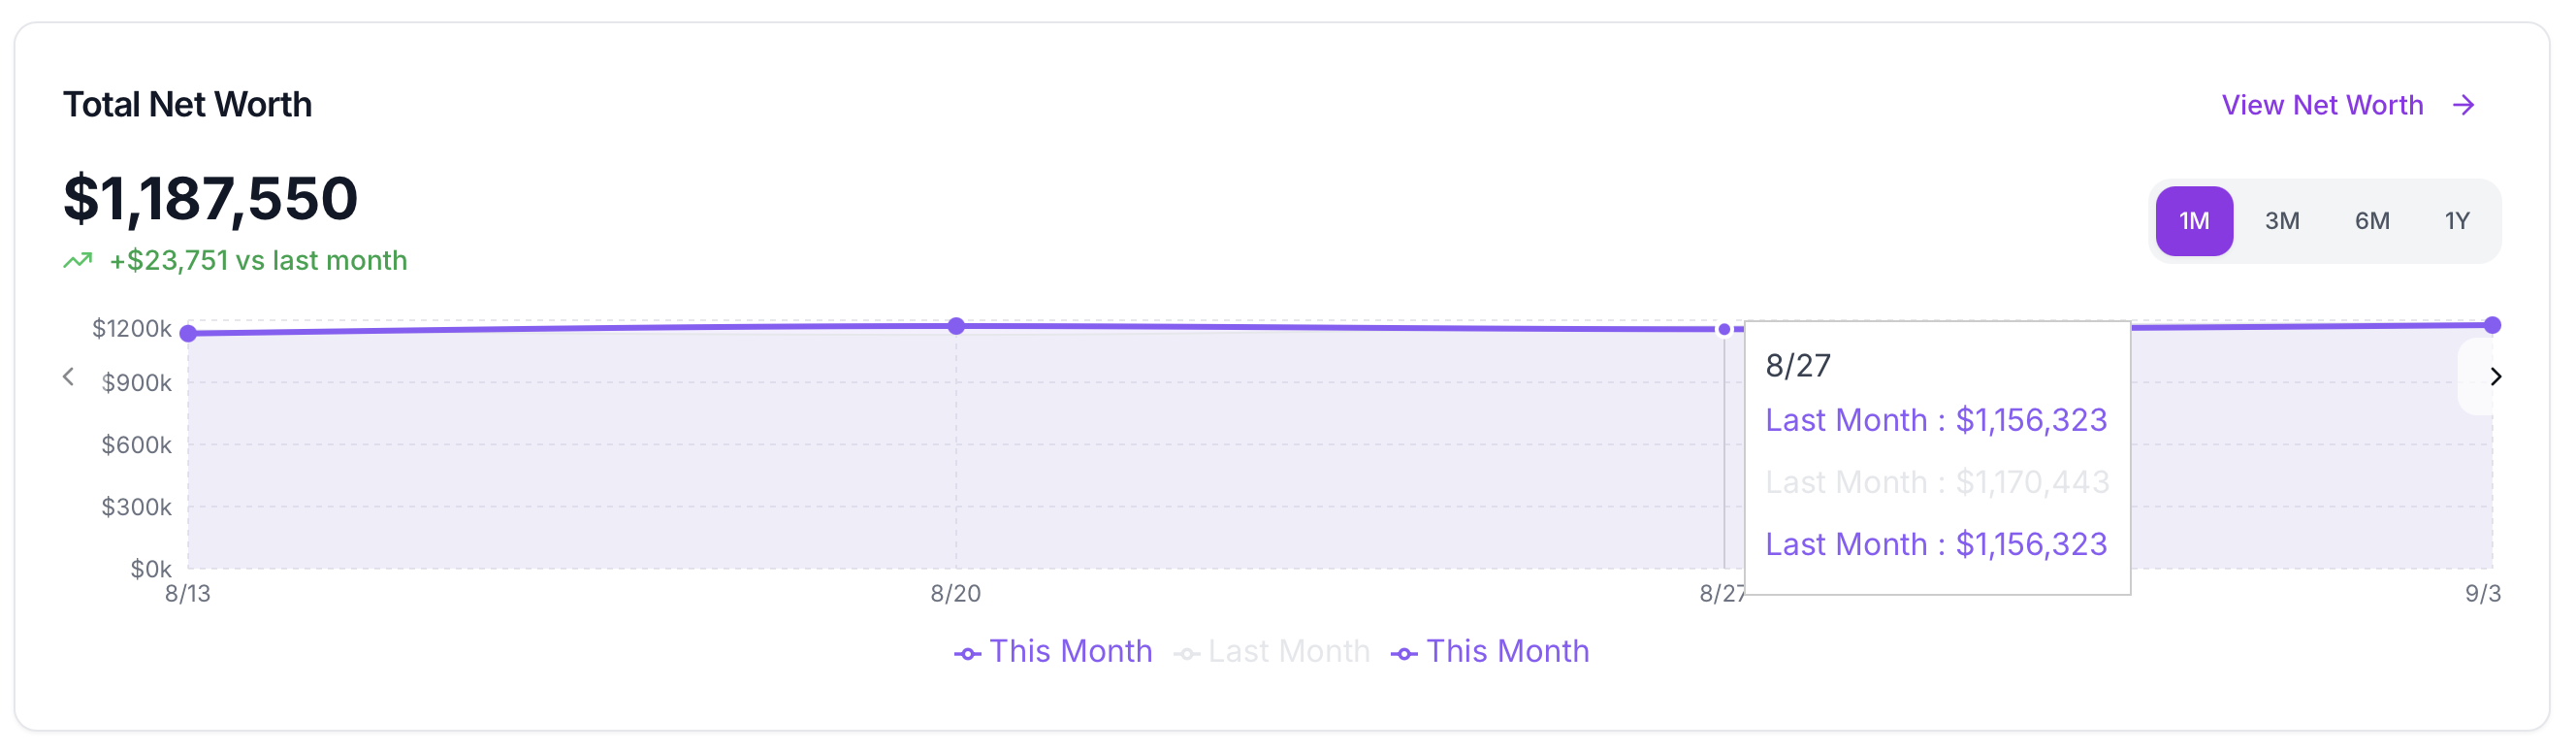 Total Net Worth
View Net Worth
$1,187,550
+$23,751 vs last month
1M 3M 6M 1Y
$1200k
$900k
$600k
$300k
$0k
8/27
Last Month : $1,156,323
Last Month : $1,170,443
Last Month : $1,156,323
8/13 8/20 8/27 9/3
This Month Last Month This Month